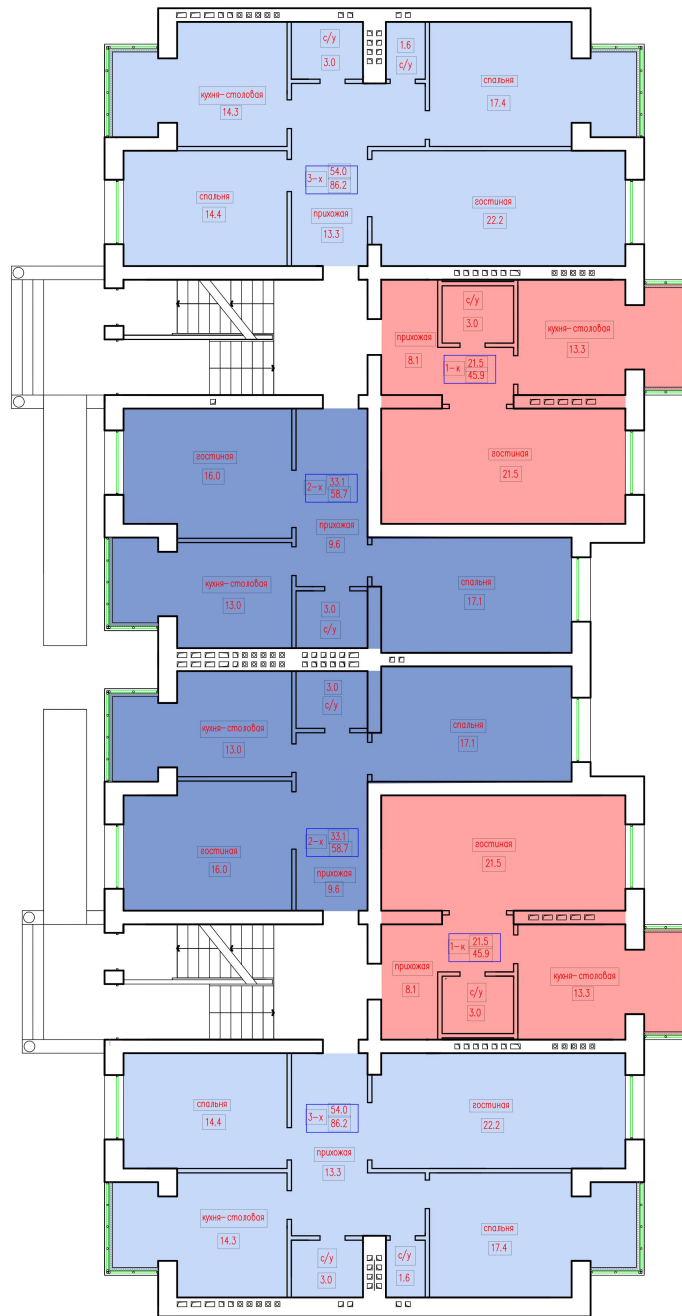 с/у
3.0
1.6
с/у
спальня
17.4
кухня-столовая
14.3
3-х
54.0
86.2
спальня
14.4
прихожая
13.3
гостиная
22.2
с/у
3.0
прихожая
8.1
кухня-столовая
13.3
1-к
21.5
45.9
гостиная
16.0
гостиная
21.5
2-х
33.1
58.7
прихожая
9.6
кухня-столовая
13.0
3.0
с/у
спальня
17.1
3.0
с/у
кухня-столовая
13.0
спальня
17.1
2-х
33.1
58.7
гостиная
16.0
прихожая
9.6
гостиная
21.5
1-к
21.5
45.9
прихожая
8.1
с/у
3.0
кухня-столовая
13.3
спальня
14.4
3-х
54.0
86.2
гостиная
22.2
прихожая
13.3
кухня-столовая
14.3
с/у
3.0
с/у
1.6
спальня
17.4